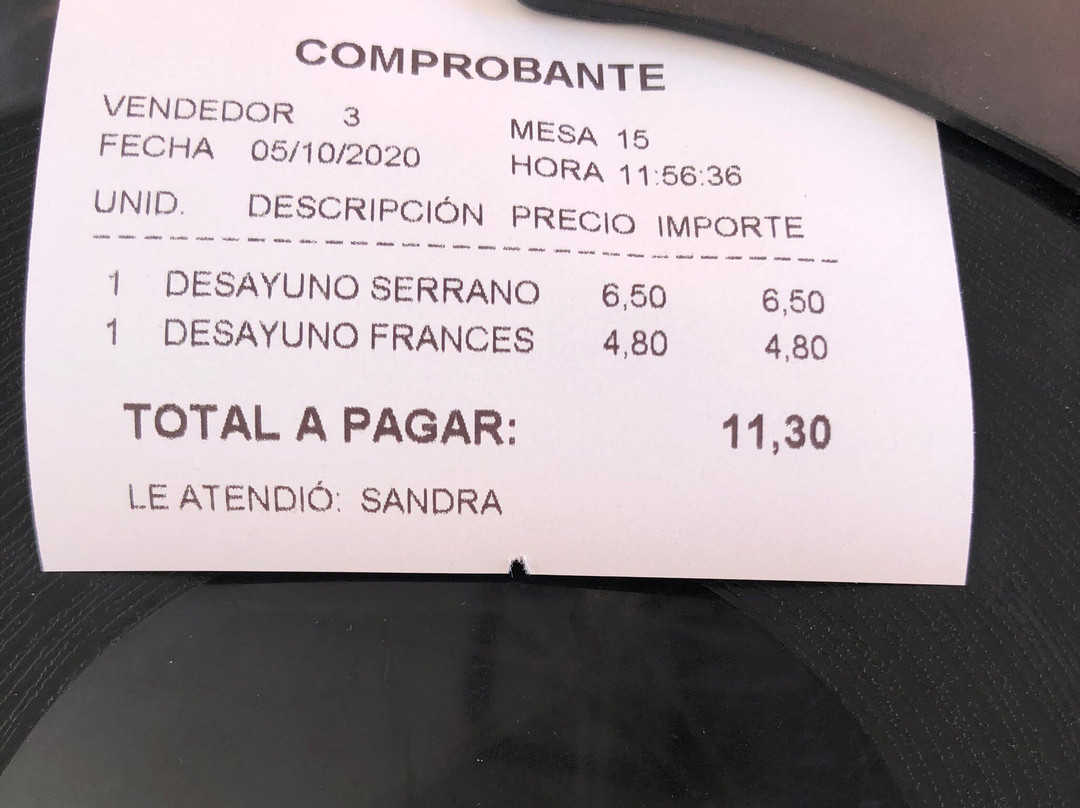 COMPROBANTE
VENDEDOR 3 MESA 15
FECHA 05/10/2020 HORA 11:56:36
UNID. DESCRIPCIÓN PRECIO IMPORTE
1 DESAYUNO SERRANO 6,50 6,50
1 DESAYUNO FRANCES 4,80 4,80
TOTAL A PAGAR: 11,30
LE ATENDIÓ: SANDRA